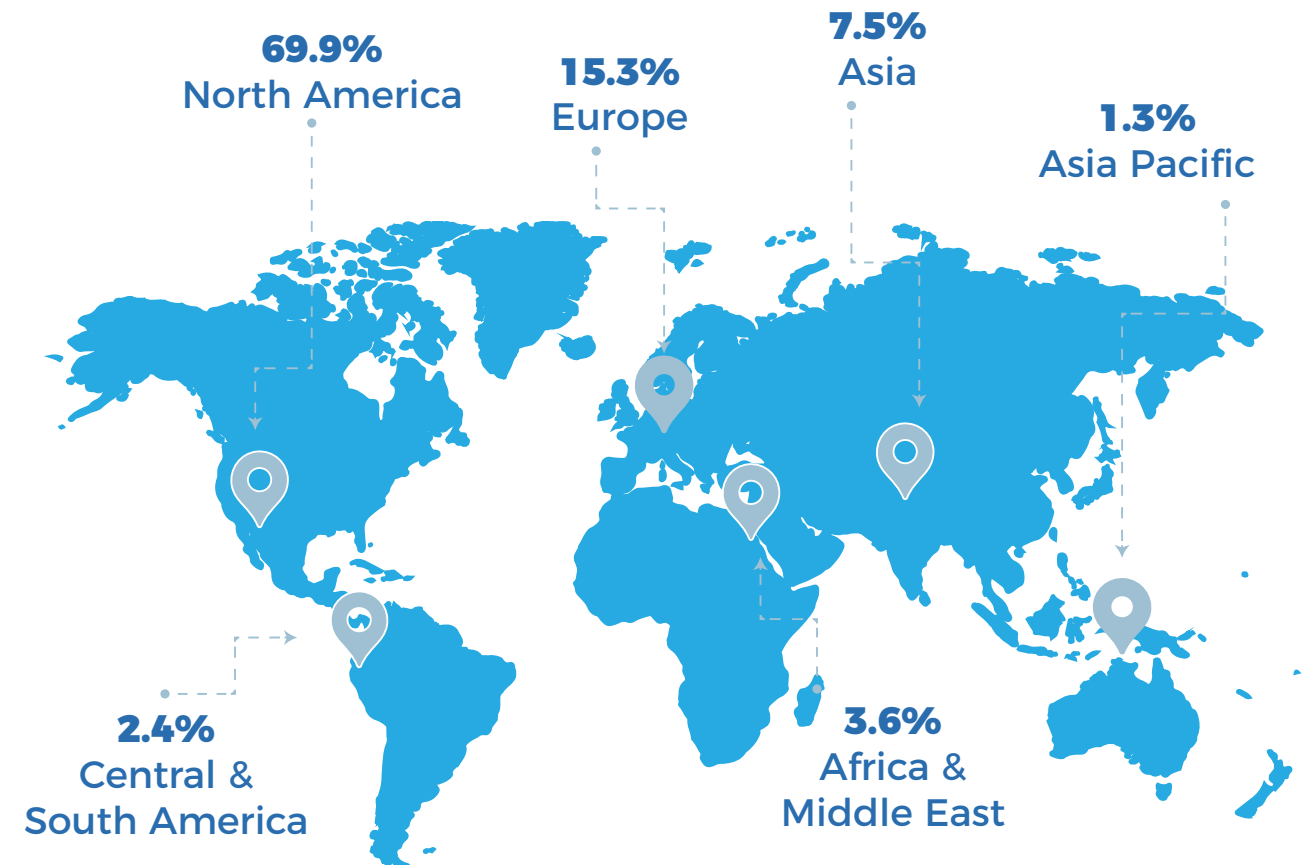 69.9%
North America
15.3%
Europe
7.5%
Asia
1.3%
Asia Pacific
2.4%
Central &
South America
3.6%
Africa &
Middle East